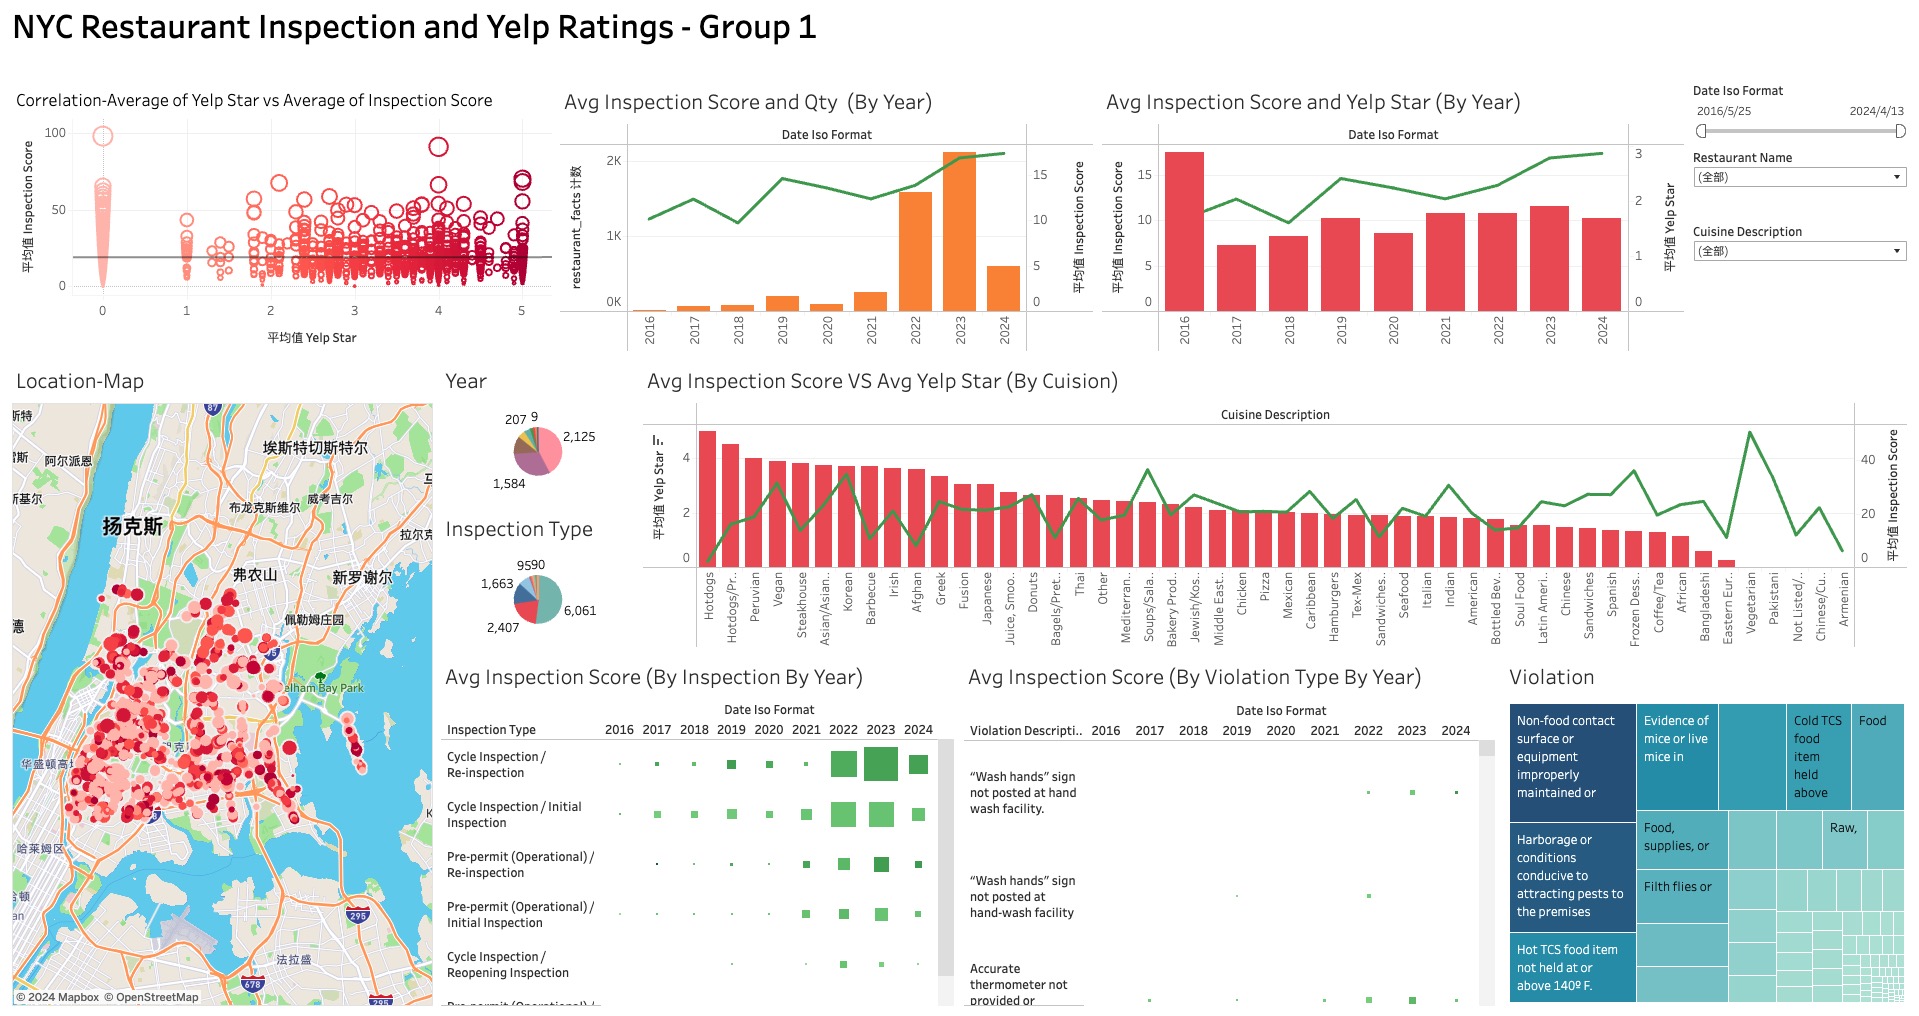 NYC Restaurant Inspection and Yelp Ratings - Group 1
Correlation-Average of Yelp Star vs Average of Inspection Score
平均值 Inspection Score
100
50
0
0
1
2
3
4
5
平均值 Yelp Star
Avg Inspection Score and Qty (By Year)
Date Iso Format
restaurant_facts 计数
2K
1K
0K
15
10
5
0
平均值 Inspection Score
2016
2017
2018
2019
2020
2021
2022
2023
2024
Avg Inspection Score and Yelp Star (By Year)
Date Iso Format
平均值 Inspection Score
15
10
5
0
3
2
1
0
平均值 Yelp Star
2016
2017
2018
2019
2020
2021
2022
2023
2024
Date Iso Format
2016/5/25
2024/4/13
Restaurant Name
(全部)
Cuisine Description
(全部)
Location-Map
87
斯特
埃斯特切斯特尔
阿尔派恩
斯基尔
布龙克斯维尔
威考吉尔
扬克斯
拉尔克
弗农山
新罗谢尔
佩勒姆庄园
德
95
elham Bay Park
华盛顿高地
哈莱姆区
295
法拉盛
678
295
© 2024 Mapbox © OpenStreetMap
Year
207
9
2,125
1,584
Inspection Type
95
90
1,663
6,061
2,407
Avg Inspection Score VS Avg Yelp Star (By Cuision)
Cuisine Description
平均值 Yelp Star
4
2
0
40
20
0
平均值 Inspection Score
Hotdogs
Hotdogs/Pr..
Peruvian
Vegan
Steakhouse
Asian/Asian..
Korean
Barbecue
Irish
Afghan
Greek
Fusion
Japanese
Juice, Smoo..
Donuts
Bagels/Pret..
Thai
Other
Mediterran..
Soups/Sala..
Bakery Prod..
Jewish/Kos..
Middle East..
Chicken
Pizza
Mexican
Caribbean
Hamburgers
Tex-Mex
Sandwiches..
Seafood
Italian
Indian
American
Bottled Bev..
Soul Food
Latin Ameri..
Chinese
Sandwiches
Spanish
Frozen Dess..
Coffee/Tea
African
Bangladeshi
Eastern Eur..
Vegetarian
Pakistani
Not Listed/..
Chinese/Cu..
Armenian
Avg Inspection Score (By Inspection By Year)
Date Iso Format
Inspection Type 2016 2017 2018 2019 2020 2021 2022 2023 2024
Cycle Inspection /
Re-inspection
Cycle Inspection / Initial
Inspection
Pre-permit (Operational) /
Re-inspection
Pre-permit (Operational) /
Initial Inspection
Cycle Inspection /
Reopening Inspection
Pre-permit (Operational) /
Avg Inspection Score (By Violation Type By Year)
Date Iso Format
Violation Descripti.. 2016 2017 2018 2019 2020 2021 2022 2023 2024
“Wash hands” sign
not posted at hand
wash facility.
“Wash hands” sign
not posted at
hand-wash facility
Accurate
thermometer not
provided or
Violation
Non-food contact
surface or
equipment
improperly
maintained or
Harborage or
conditions
conducive to
attracting pests to
the premises
Hot TCS food item
not held at or
above 140º F.
Evidence of
mice or live
mice in
Cold TCS
food
item
held
above
Food
Food,
supplies, or
Raw,
Filth flies or